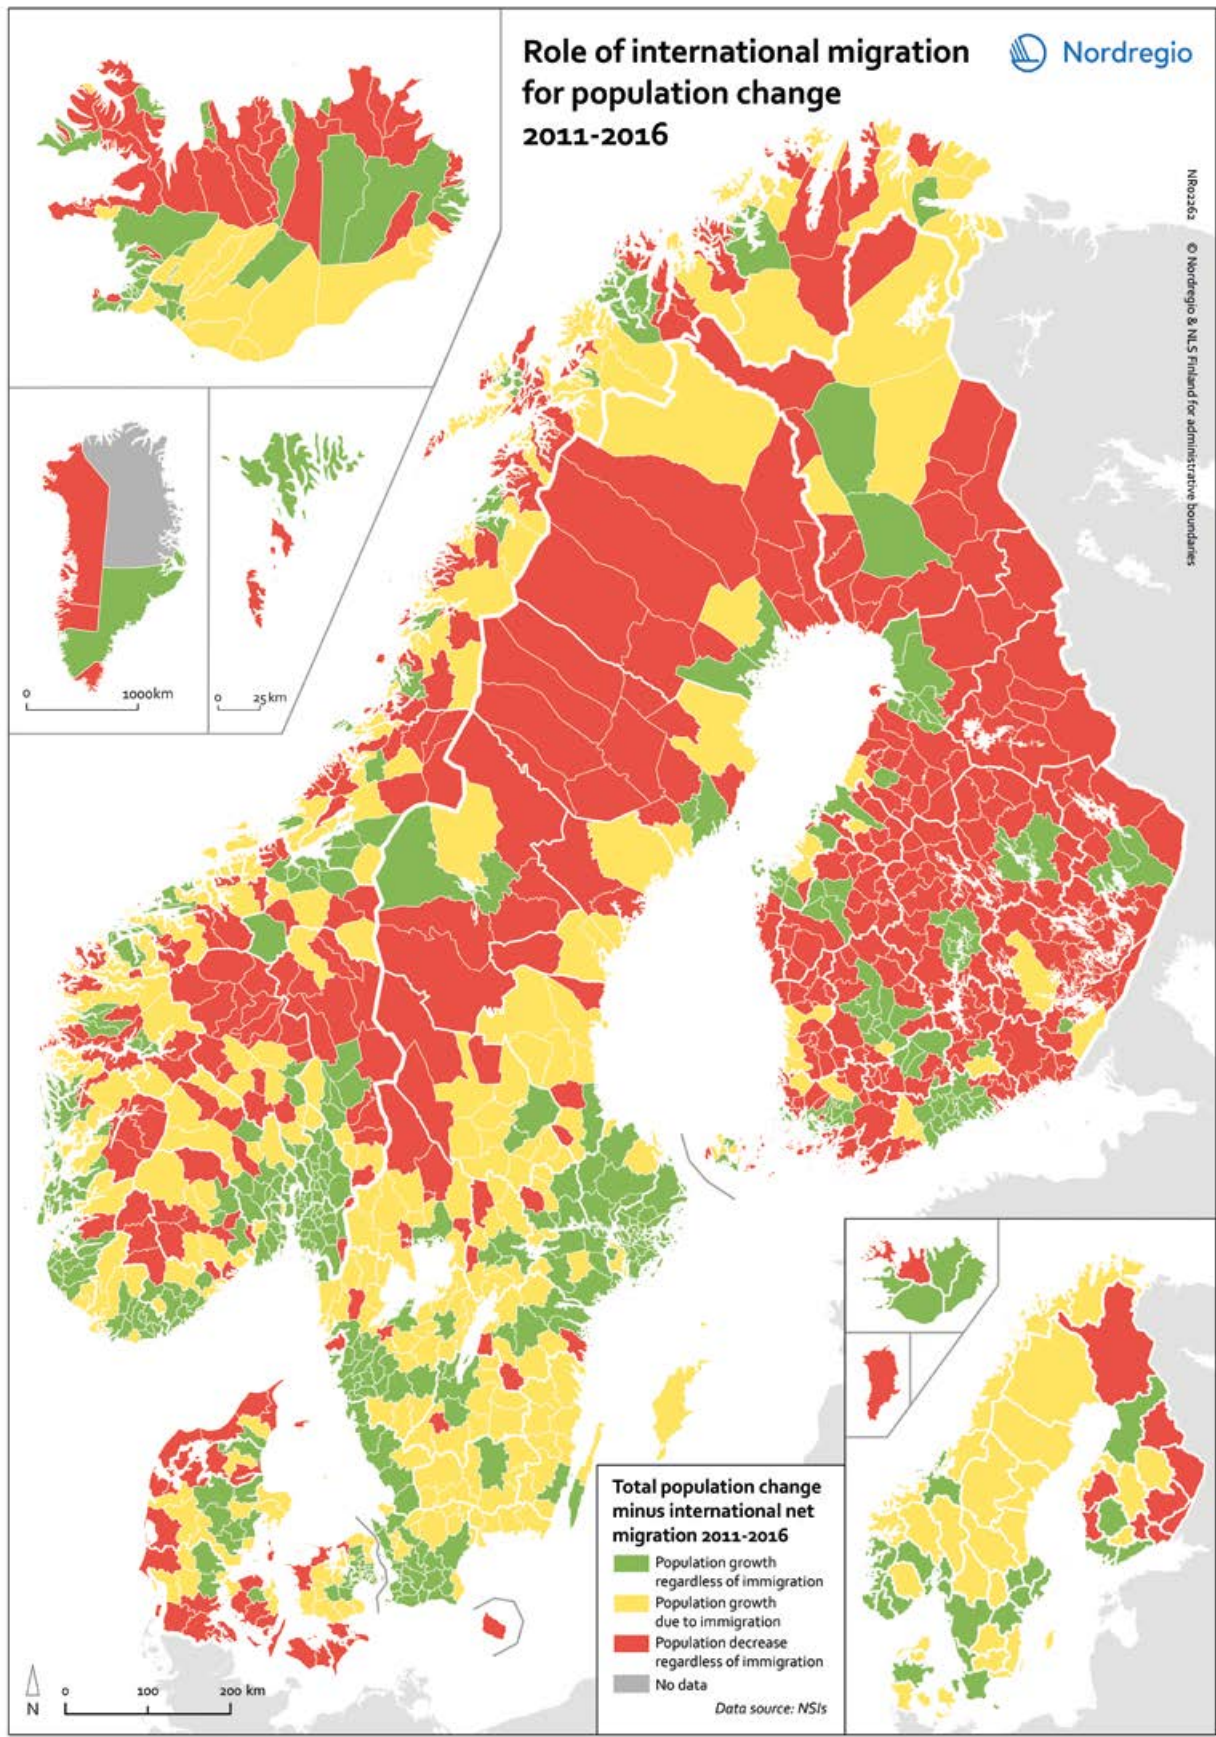 Role of international migration
for population change
2011-2016
Nordregio
NR02262 © Nordregio & NLS Finland for administrative boundaries
0 1000km
0 25 km
Total population change
minus international net
migration 2011-2016
Population growth
regardless of immigration
Population growth
due to immigration
Population decrease
regardless of immigration
No data
Data source: NSIs
N
0 100 200 km